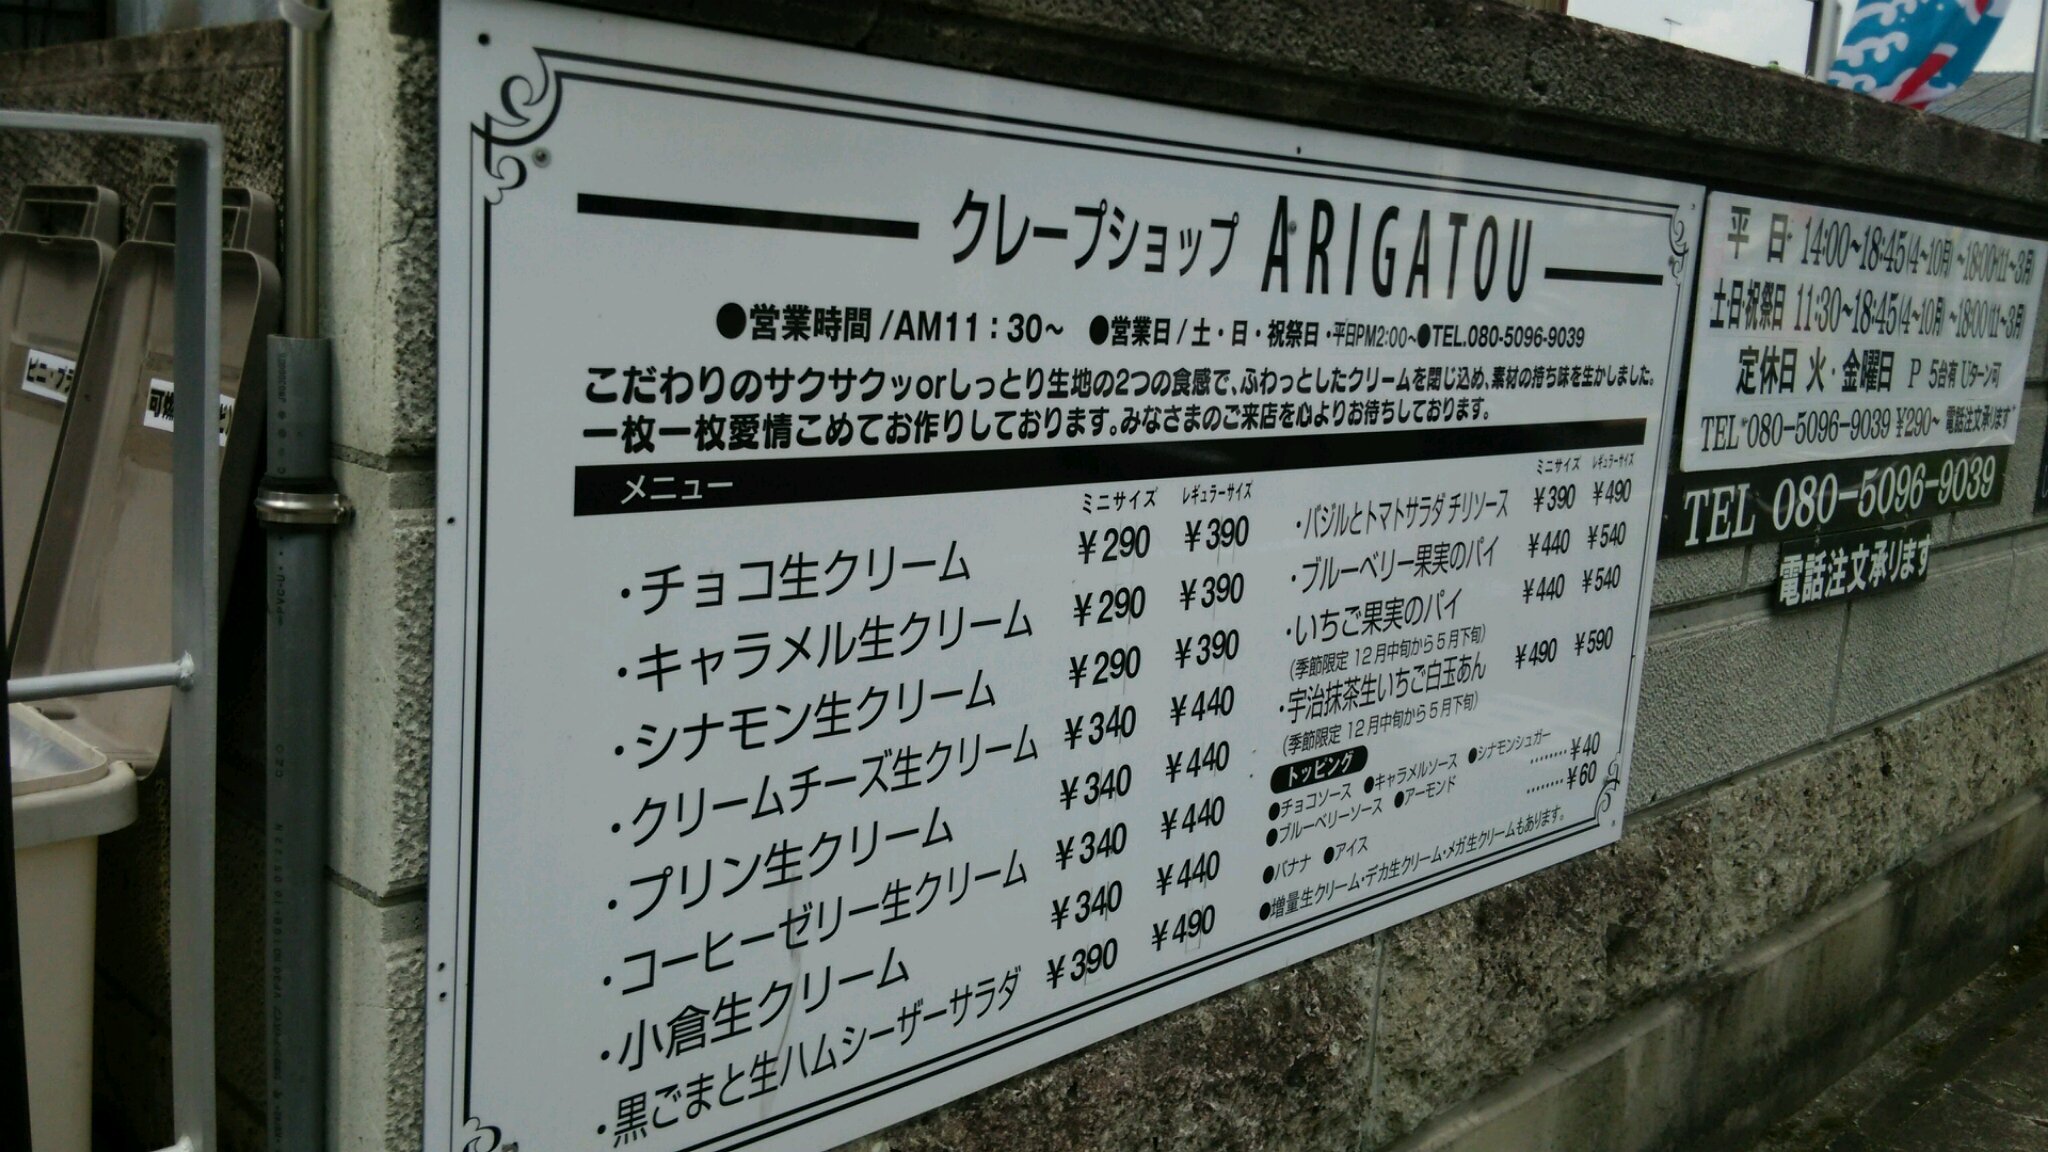 クレープショップ ARIGATOU
●営業時間/AM11:30~ ●営業日/土・日・祝祭日・平日PM2:00~●TEL.080-5096-9039
こだわりのサクサクッorしっとり生地の2つの食感で、ふわっとしたクリームを閉じ込め、素材の持ち味を生かしました。
一枚一枚愛情こめてお作りしております。みなさまのご来店を心よりお待ちしております。
メニュー
ミニサイズ レギュラーサイズ
・チョコ生クリーム ¥290 ¥390
・キャラメル生クリーム ¥290 ¥390
・シナモン生クリーム ¥290 ¥390
・クリームチーズ生クリーム ¥340 ¥440
・プリン生クリーム ¥340 ¥440
・コーヒーゼリー生クリーム ¥340 ¥440
・小倉生クリーム ¥340 ¥440
・黒ごまと生ハムシーザーサラダ ¥390 ¥490
ミニサイズ レギュラーサイズ
・バジルとトマトサラダ チリソース ¥390 ¥490
・ブルーベリー果実のパイ ¥440 ¥540
・いちご果実のパイ ¥440 ¥540
(季節限定 12月中旬から5月下旬)
・宇治抹茶生いちご白玉あん ¥490 ¥590
(季節限定 12月中旬から5月下旬)
トッピング
●チョコソース ●キャラメルソース ●シナモンシュガー ........¥40
●ブルーベリーソース ●アーモンド ........¥60
●バナナ ●アイス
●増量生クリーム・デカ生クリーム・メガ生クリームもあります。
平日 14:00~18:45(4~10月) ~18:00(11~3月)
土・日・祝祭日 11:30~18:45(4~10月) ~18:00(11~3月)
定休日 火・金曜日 P 5台有 Uターン可
TEL 080-5096-9039 ¥290~ 電話注文承ります
TEL 080-5096-9039
電話注文承ります
ビニ・プラ